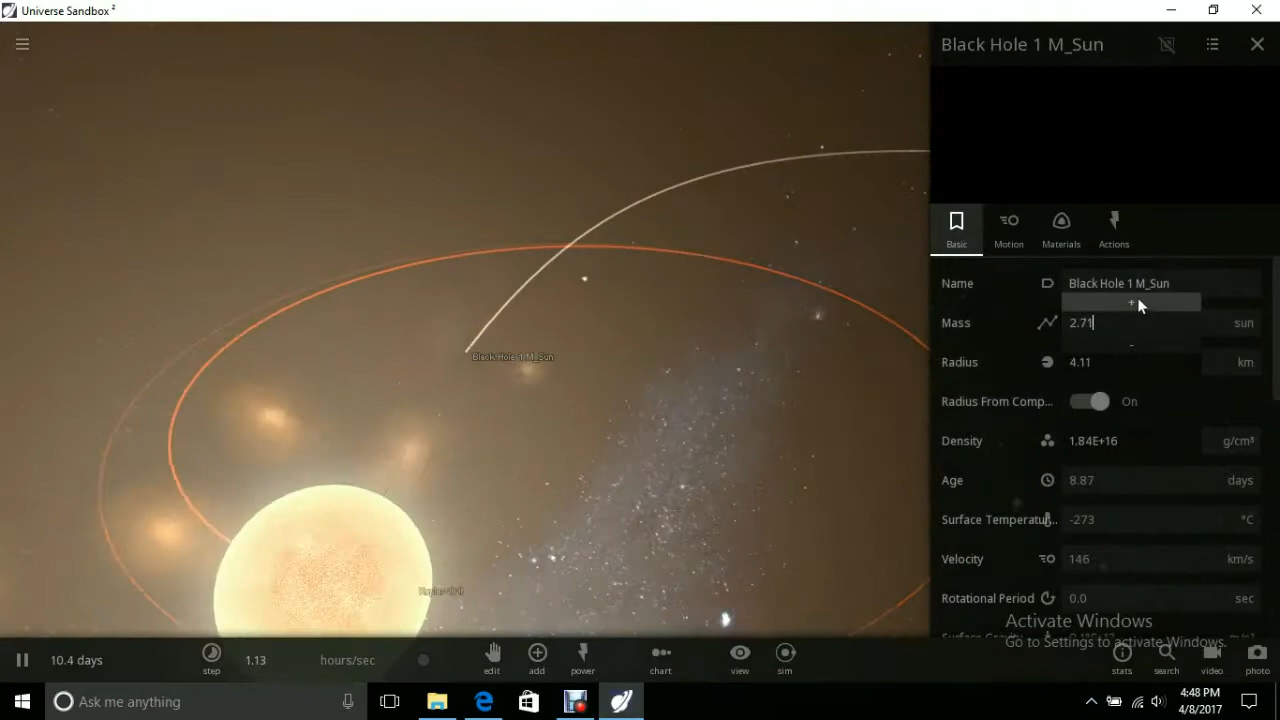 Universe Sandbox ²
Black Hole 1 M_Sun
Basic
Motion
Materials
Actions
Name
Black Hole 1 M_Sun
+
Mass
2.71
sun
-
Radius
4.11
km
Radius From Comp...
On
Density
1.84E+16
g/cm³
Age
8.87
days
Surface Temperatur...
-273
°C
Velocity
146
km/s
Rotational Period
0.0
sec
Black Hole 1 M_Sun
Activate Windows
Go to Settings to activate Windows.
10.4 days
step
1.13
hours/sec
edit
add
power
chart
view
sim
stats
search
video
photo
Ask me anything
4:48 PM
4/8/2017